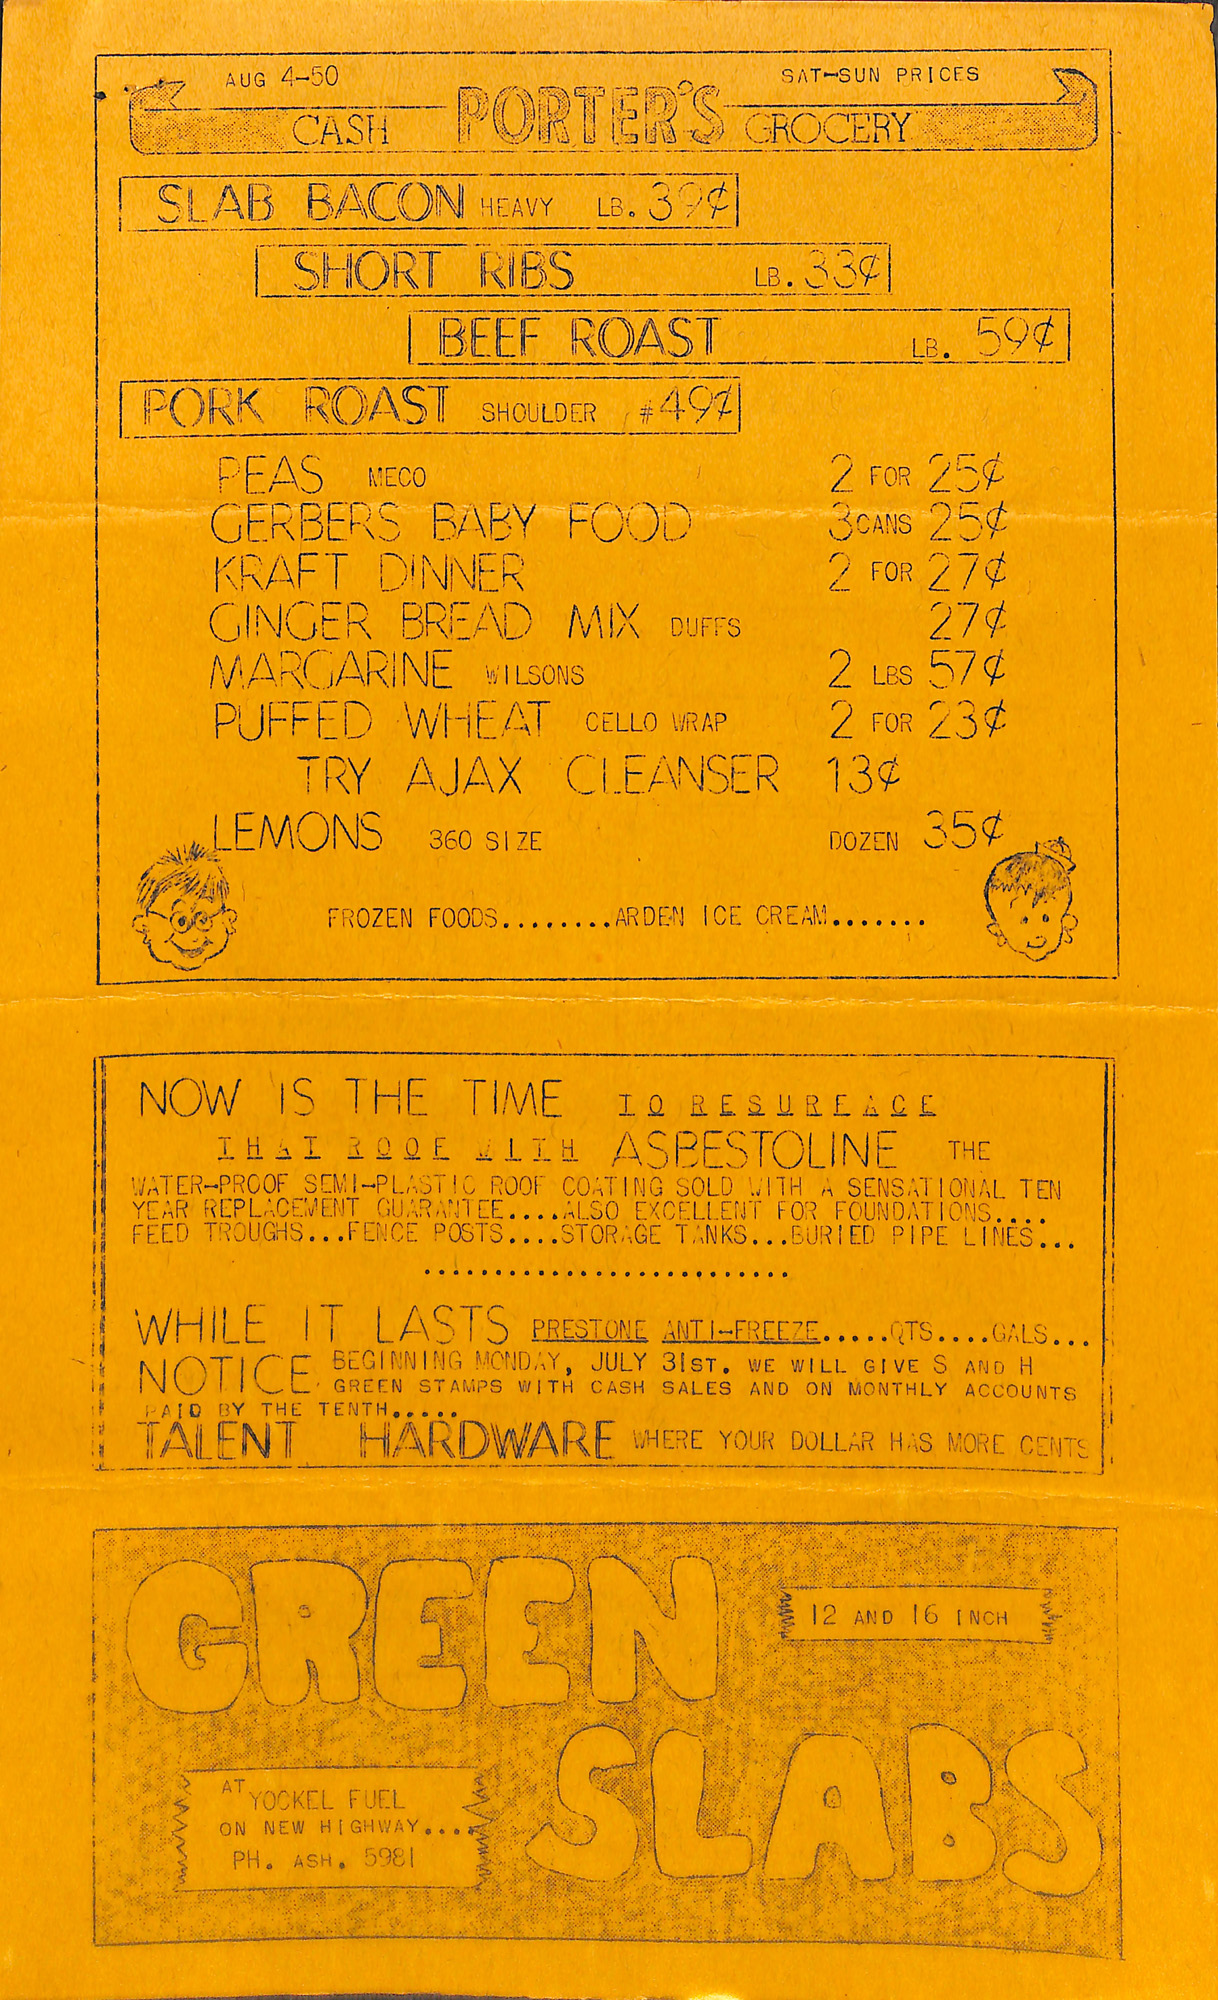 AUG 4-50 SAT-SUN PRICES
CASH PORTER'S GROCERY
SLAB BACON HEAVY LB. 39¢
SHORT RIBS LB. 33¢
BEEF ROAST LB. 59¢
PORK ROAST SHOULDER #49¢
PEAS MECO 2 FOR 25¢
GERBERS BABY FOOD 3 CANS 25¢
KRAFT DINNER 2 FOR 27¢
GINGER BREAD MIX DUFFS 27¢
MARGARINE WILSONS 2 LBS 57¢
PUFFED WHEAT CELLO WRAP 2 FOR 23¢
TRY AJAX CLEANSER 13¢
LEMONS 360 SIZE DOZEN 35¢
FROZEN FOODS........ARDEN ICE CREAM.......
NOW IS THE TIME TO RESURFACE
THAT ROOF WITH ASBESTOLINE THE
WATER-PROOF SEMI-PLASTIC ROOF COATING SOLD WITH A SENSATIONAL TEN
YEAR REPLACEMENT GUARANTEE....ALSO EXCELLENT FOR FOUNDATIONS....
FEED TROUGHS...FENCE POSTS....STORAGE TANKS...BURIED PIPE LINES...
..........................
WHILE IT LASTS PRESTONE ANTI-FREEZE.....QTS....GALS...
NOTICE BEGINNING MONDAY, JULY 31ST. WE WILL GIVE S AND H
GREEN STAMPS WITH CASH SALES AND ON MONTHLY ACCOUNTS
PAID BY THE TENTH.....
TALENT HARDWARE WHERE YOUR DOLLAR HAS MORE CENTS
GREEN
12 AND 16 INCH
SLABS
AT YOCKEL FUEL
ON NEW HIGHWAY....
PH. ASH. 5981